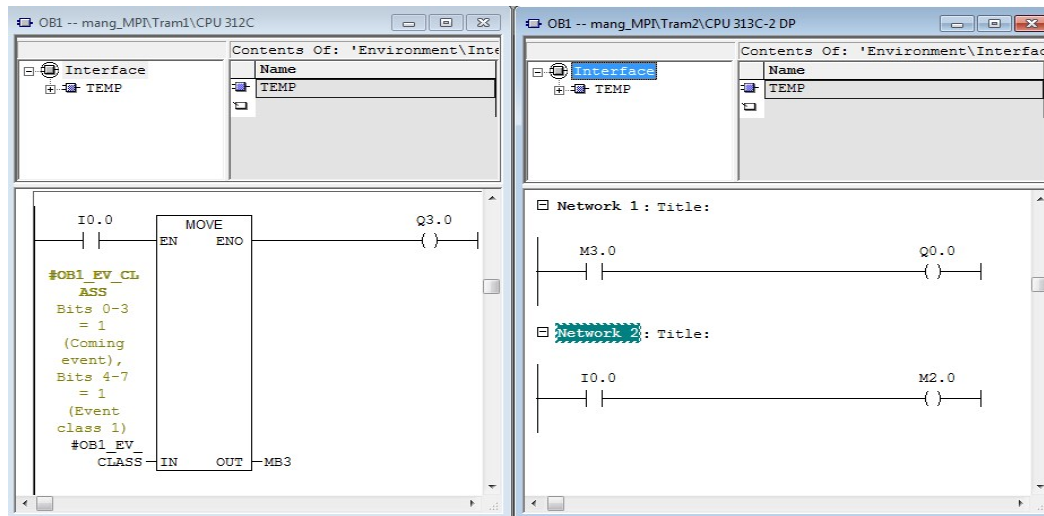 OB1 -- mang_MPI\Tram1\CPU 312C
Contents Of: 'Environment\Inte
Interface
Name
TEMP
TEMP
I0.0
MOVE
Q3.0
EN
ENO
#OB1_EV_CL
ASS
Bits 0-3
= 1
(Coming
event),
Bits 4-7
= 1
(Event
class 1)
#OB1_EV_
CLASS
IN
OUT
MB3
OB1 -- mang_MPI\Tram2\CPU 313C-2 DP
Contents Of: 'Environment\Interfac
Interface
Name
TEMP
TEMP
Network 1: Title:
M3.0
Q0.0
Network 2: Title:
I0.0
M2.0